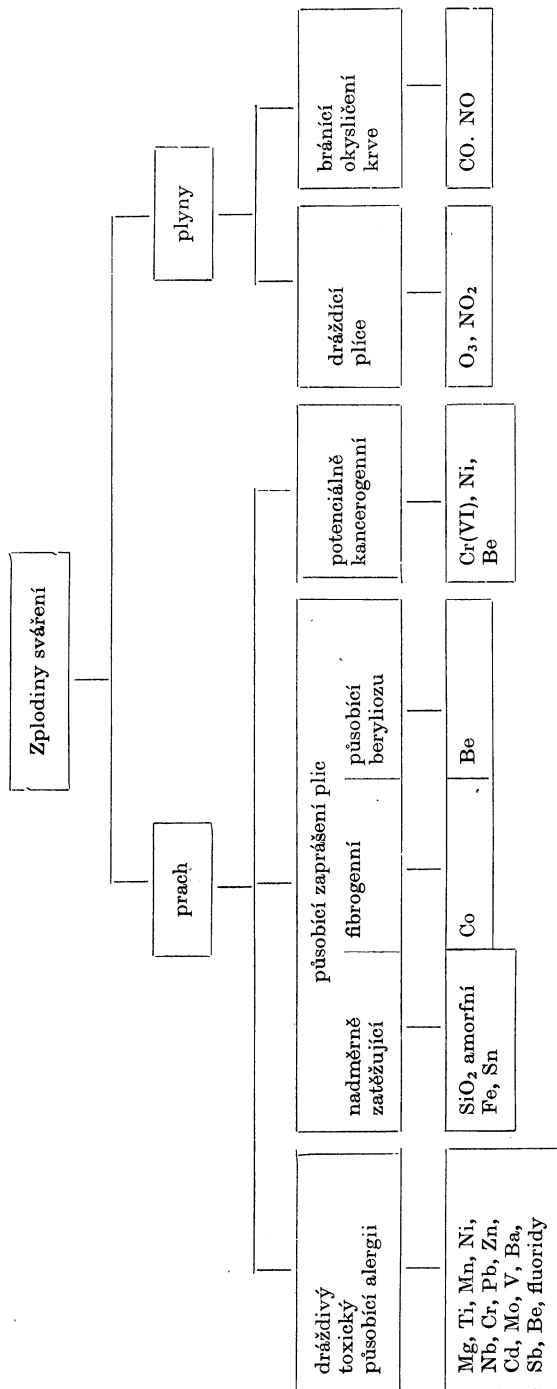 Zplodiny sváření
prach
plyny
dráždivý
toxický
působící alergii
působící zaprášení plic
nadměrně
zatěžující
fibrogenní
působící
beryliozu
potenciálně
kancerogenní
dráždící
plíce
bránící
okysličení
krve
Mg, Ti, Mn, Ni,
Nb, Cr, Pb, Zn,
Cd, Mo, V, Ba,
Sb, Be, fluoridy
SiO₂ amorfní
Fe, Sn
Co
Be
Cr(VI), Ni,
Be
O₃, NO₂
CO. NO